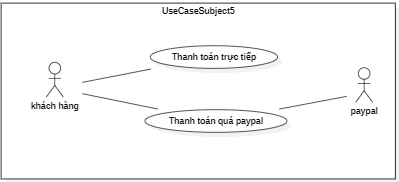 UseCaseSubject5
Thanh toán trực tiếp
khách hàng
paypal
Thanh toán quá paypal